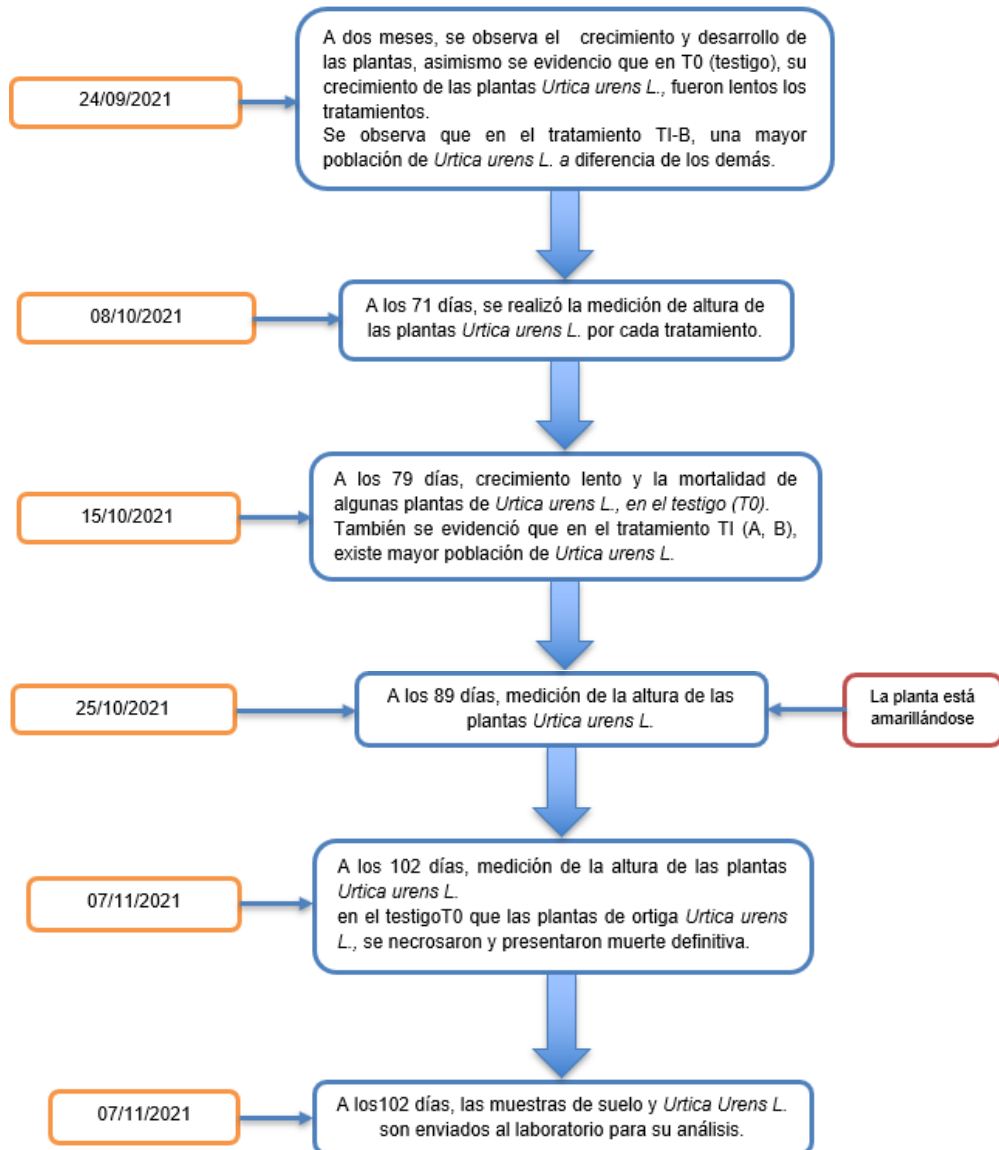 24/09/2021
A dos meses, se observa el crecimiento y desarrollo de
las plantas, asimismo se evidencio que en T0 (testigo), su
crecimiento de las plantas Urtica urens L., fueron lentos los
tratamientos.
Se observa que en el tratamiento TI-B, una mayor
población de Urtica urens L. a diferencia de los demás.
08/10/2021
A los 71 días, se realizó la medición de altura de
las plantas Urtica urens L. por cada tratamiento.
15/10/2021
A los 79 días, crecimiento lento y la mortalidad de
algunas plantas de Urtica urens L., en el testigo (T0).
También se evidenció que en el tratamiento TI (A, B),
existe mayor población de Urtica urens L.
25/10/2021
A los 89 días, medición de la altura de las
plantas Urtica urens L.
La planta está
amarillándose
07/11/2021
A los 102 días, medición de la altura de las plantas
Urtica urens L.
en el testigoT0 que las plantas de ortiga Urtica urens
L., se necrosaron y presentaron muerte definitiva.
07/11/2021
A los102 días, las muestras de suelo y Urtica Urens L.
son enviados al laboratorio para su análisis.